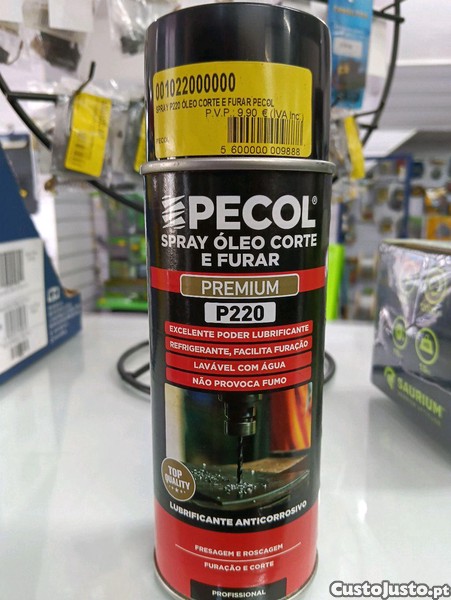 001022000000
SPRAY P220 ÓLEO CORTE E FURAR PECOL
P.V.P.: 9,90 € (IVA Inc.)
5 600000 009888
PECOL®
SPRAY ÓLEO CORTE
E FURAR
PREMIUM
P220
EXCELENTE PODER LUBRIFICANTE
REFRIGERANTE, FACILITA FURAÇÃO
LAVÁVEL COM ÁGUA
NÃO PROVOCA FUMO
TOP
QUALITY
LUBRIFICANTE ANTICORROSIVO
FRESAGEM E ROSCAGEM
FURAÇÃO E CORTE
PROFISSIONAL
SAURIUM
CustoJusto.pt